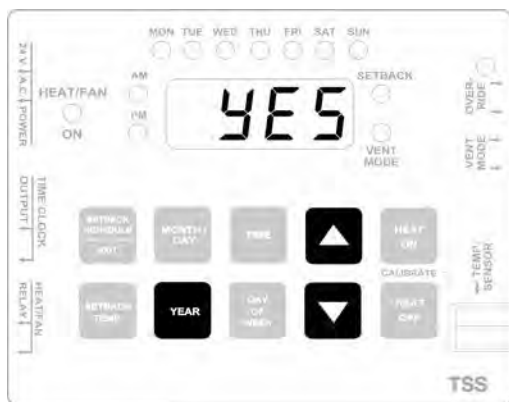 MON TUE WED THU FRI SAT SUN
24 V A.C. POWER
HEAT/FAN
ON
AM
PM
YES
SETBACK
VENT
MODE
OVER-
RIDE
VENT
MODE
TIME CLOCK
OUTPUT
SETBACK
SCHEDULE
MONTH /
DAY
TIME
HEAT
ON
CALIBRATE
TEMP.
SENSOR
HEAT/FAN
RELAY
SETBACK
TEMP
YEAR
DAY
OF
WEEK
HEAT
OFF
TSS